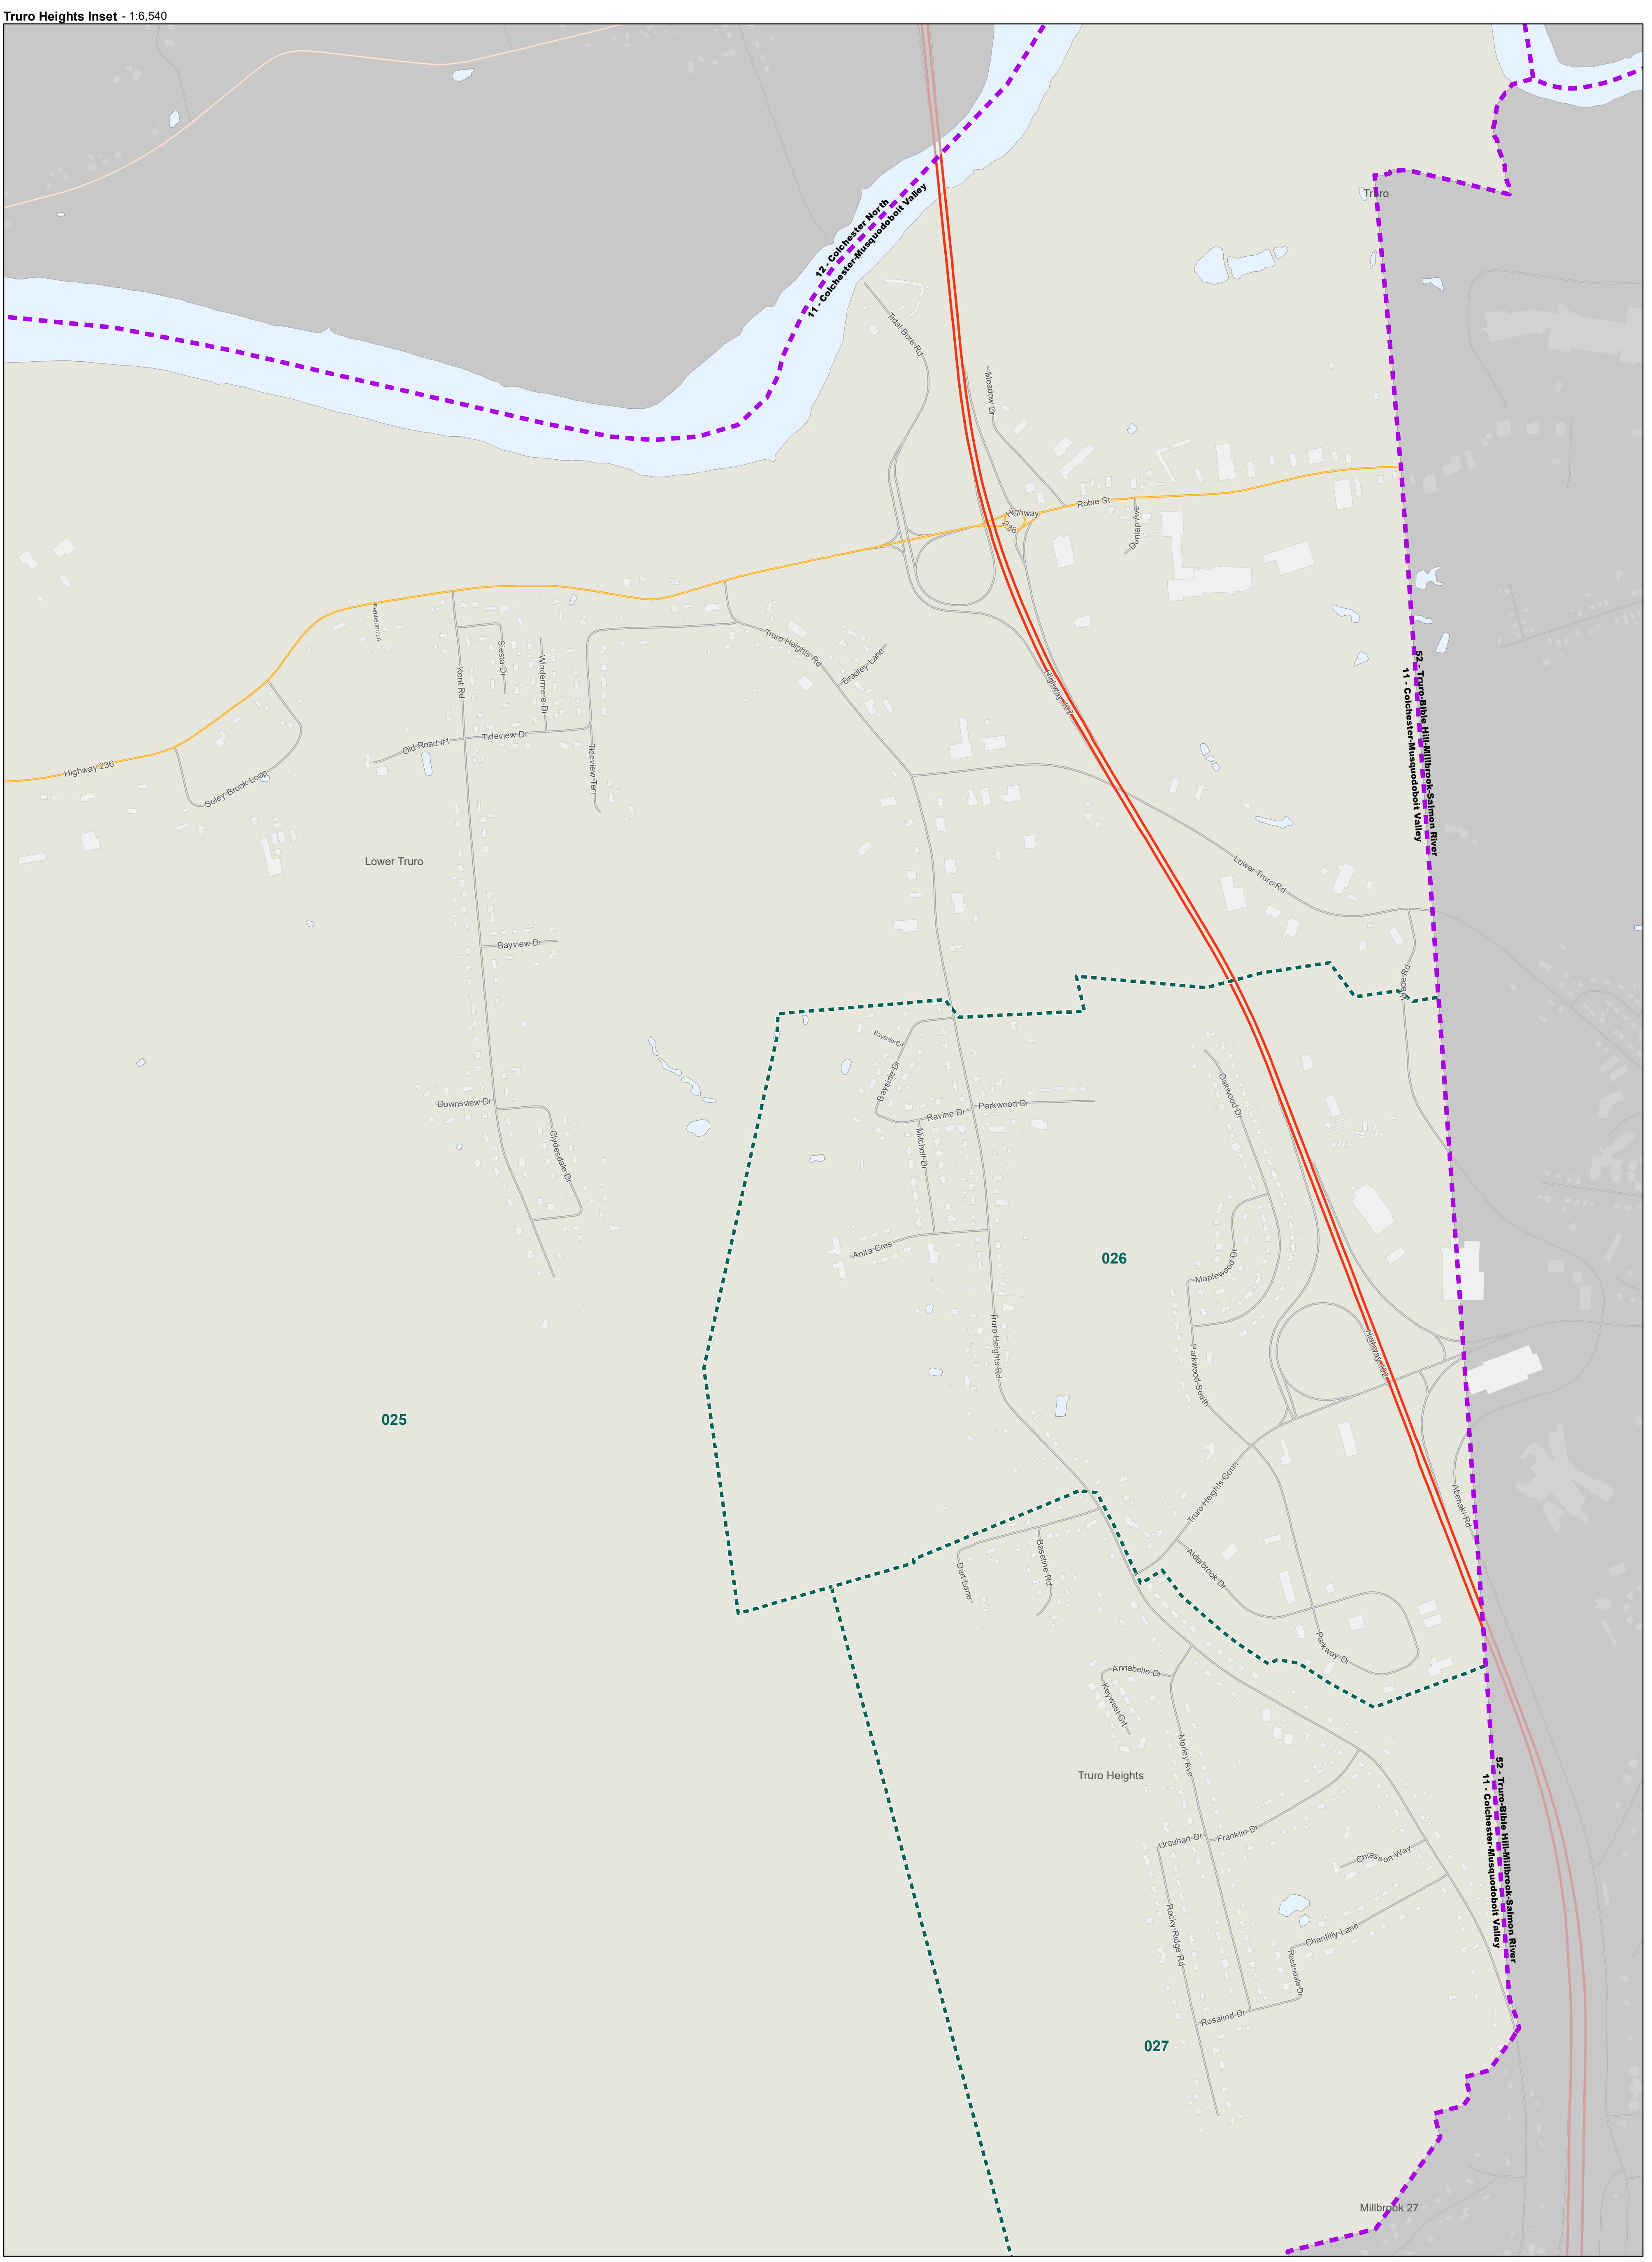 Truro Heights Inset - 1:6,540
Truro
12 - Colchester North
11 - Colchester-Musquodoboit Valley
Tidal Bore Rd
Meadow Dr
Robie St
Highway
236
Dunlap Ave
Pemberton Ln
Truro Heights Rd
Siesta Dr
Windermere Dr
Bradley Lane
Kent Rd
Highway 102
52 - Truro-Bible Hill-Millbrook-Salmon River
11 - Colchester-Musquodoboit Valley
Old Road #1
Tideview Dr
Tideview Terr
Highway 236
Soley Brook Loop
Lower Truro
Lower Truro Rd
Bayview Dr
Bayside Crt
Bayside Dr
Oakwood Dr
Downsview Dr
Parkwood Dr
Ravine Dr
Mitchell Dr
Clydesdale Dr
Anita Cres
026
Maplewood Dr
Truro Heights Rd
Highway 102
Parkwood South
025
Truro Heights Conn
Abenaki Rd
Baseline Rd
Dart Lane
Alderbrook Dr
Parkway Dr
Annabelle Dr
Keywest Crt
Morley Ave
Truro Heights
52 - Truro-Bible Hill-Millbrook-Salmon River
11 - Colchester-Musquodoboit Valley
Urquhart Dr
Franklin Dr
Chiasson Way
Rocky Ridge Rd
Chantilly Lane
Roslindale Dr
Rosalind Dr
027
Millbrook 27